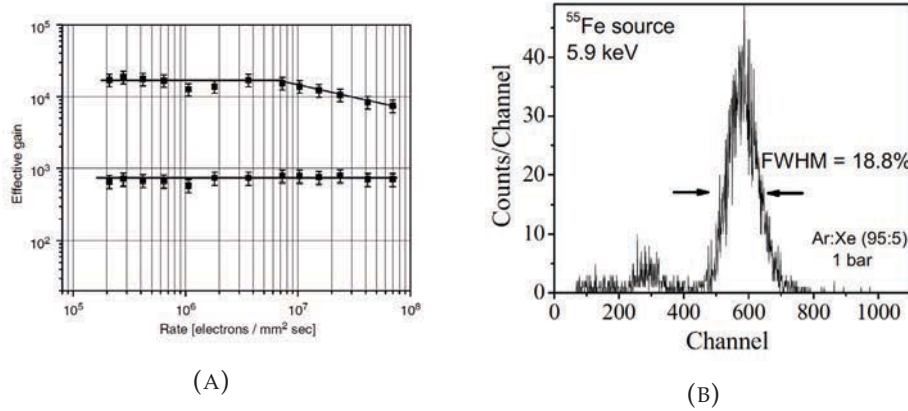 10⁵
10⁴
10³
10²
Effective gain
10⁵ 10⁶ 10⁷ 10⁸
Rate [electrons / mm² sec]
(A)
⁵⁵Fe source
5.9 keV
40
30
20
10
0
Counts/Channel
FWHM = 18.8%
Ar:Xe (95:5)
1 bar
0 200 400 600 800 1000
Channel
(B)